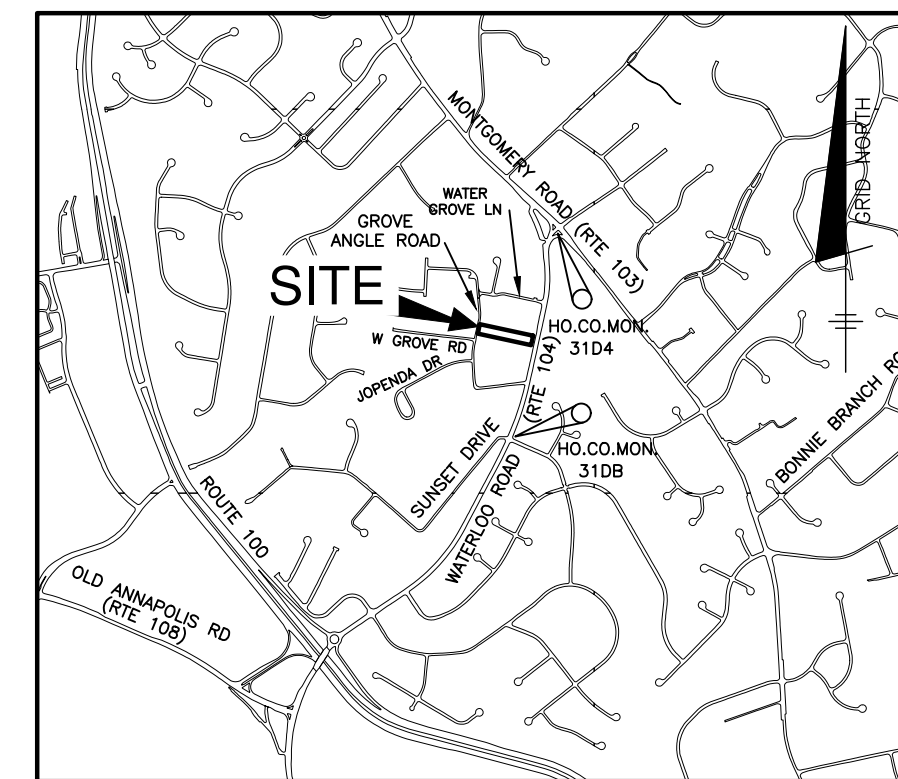 MONTGOMERY ROAD (RTE 103)
GRID NORTH
WATER
GROVE LN
GROVE
ANGLE ROAD
SITE
HO.CO.MON.
31D4
W GROVE RD
JOPENDA DR
(RTE 104)
HO.CO.MON.
31DB
SUNSET DRIVE
WATERLOO ROAD
BONNIE BRANCH RO
ROUTE 100
OLD ANNAPOLIS RD
(RTE 108)